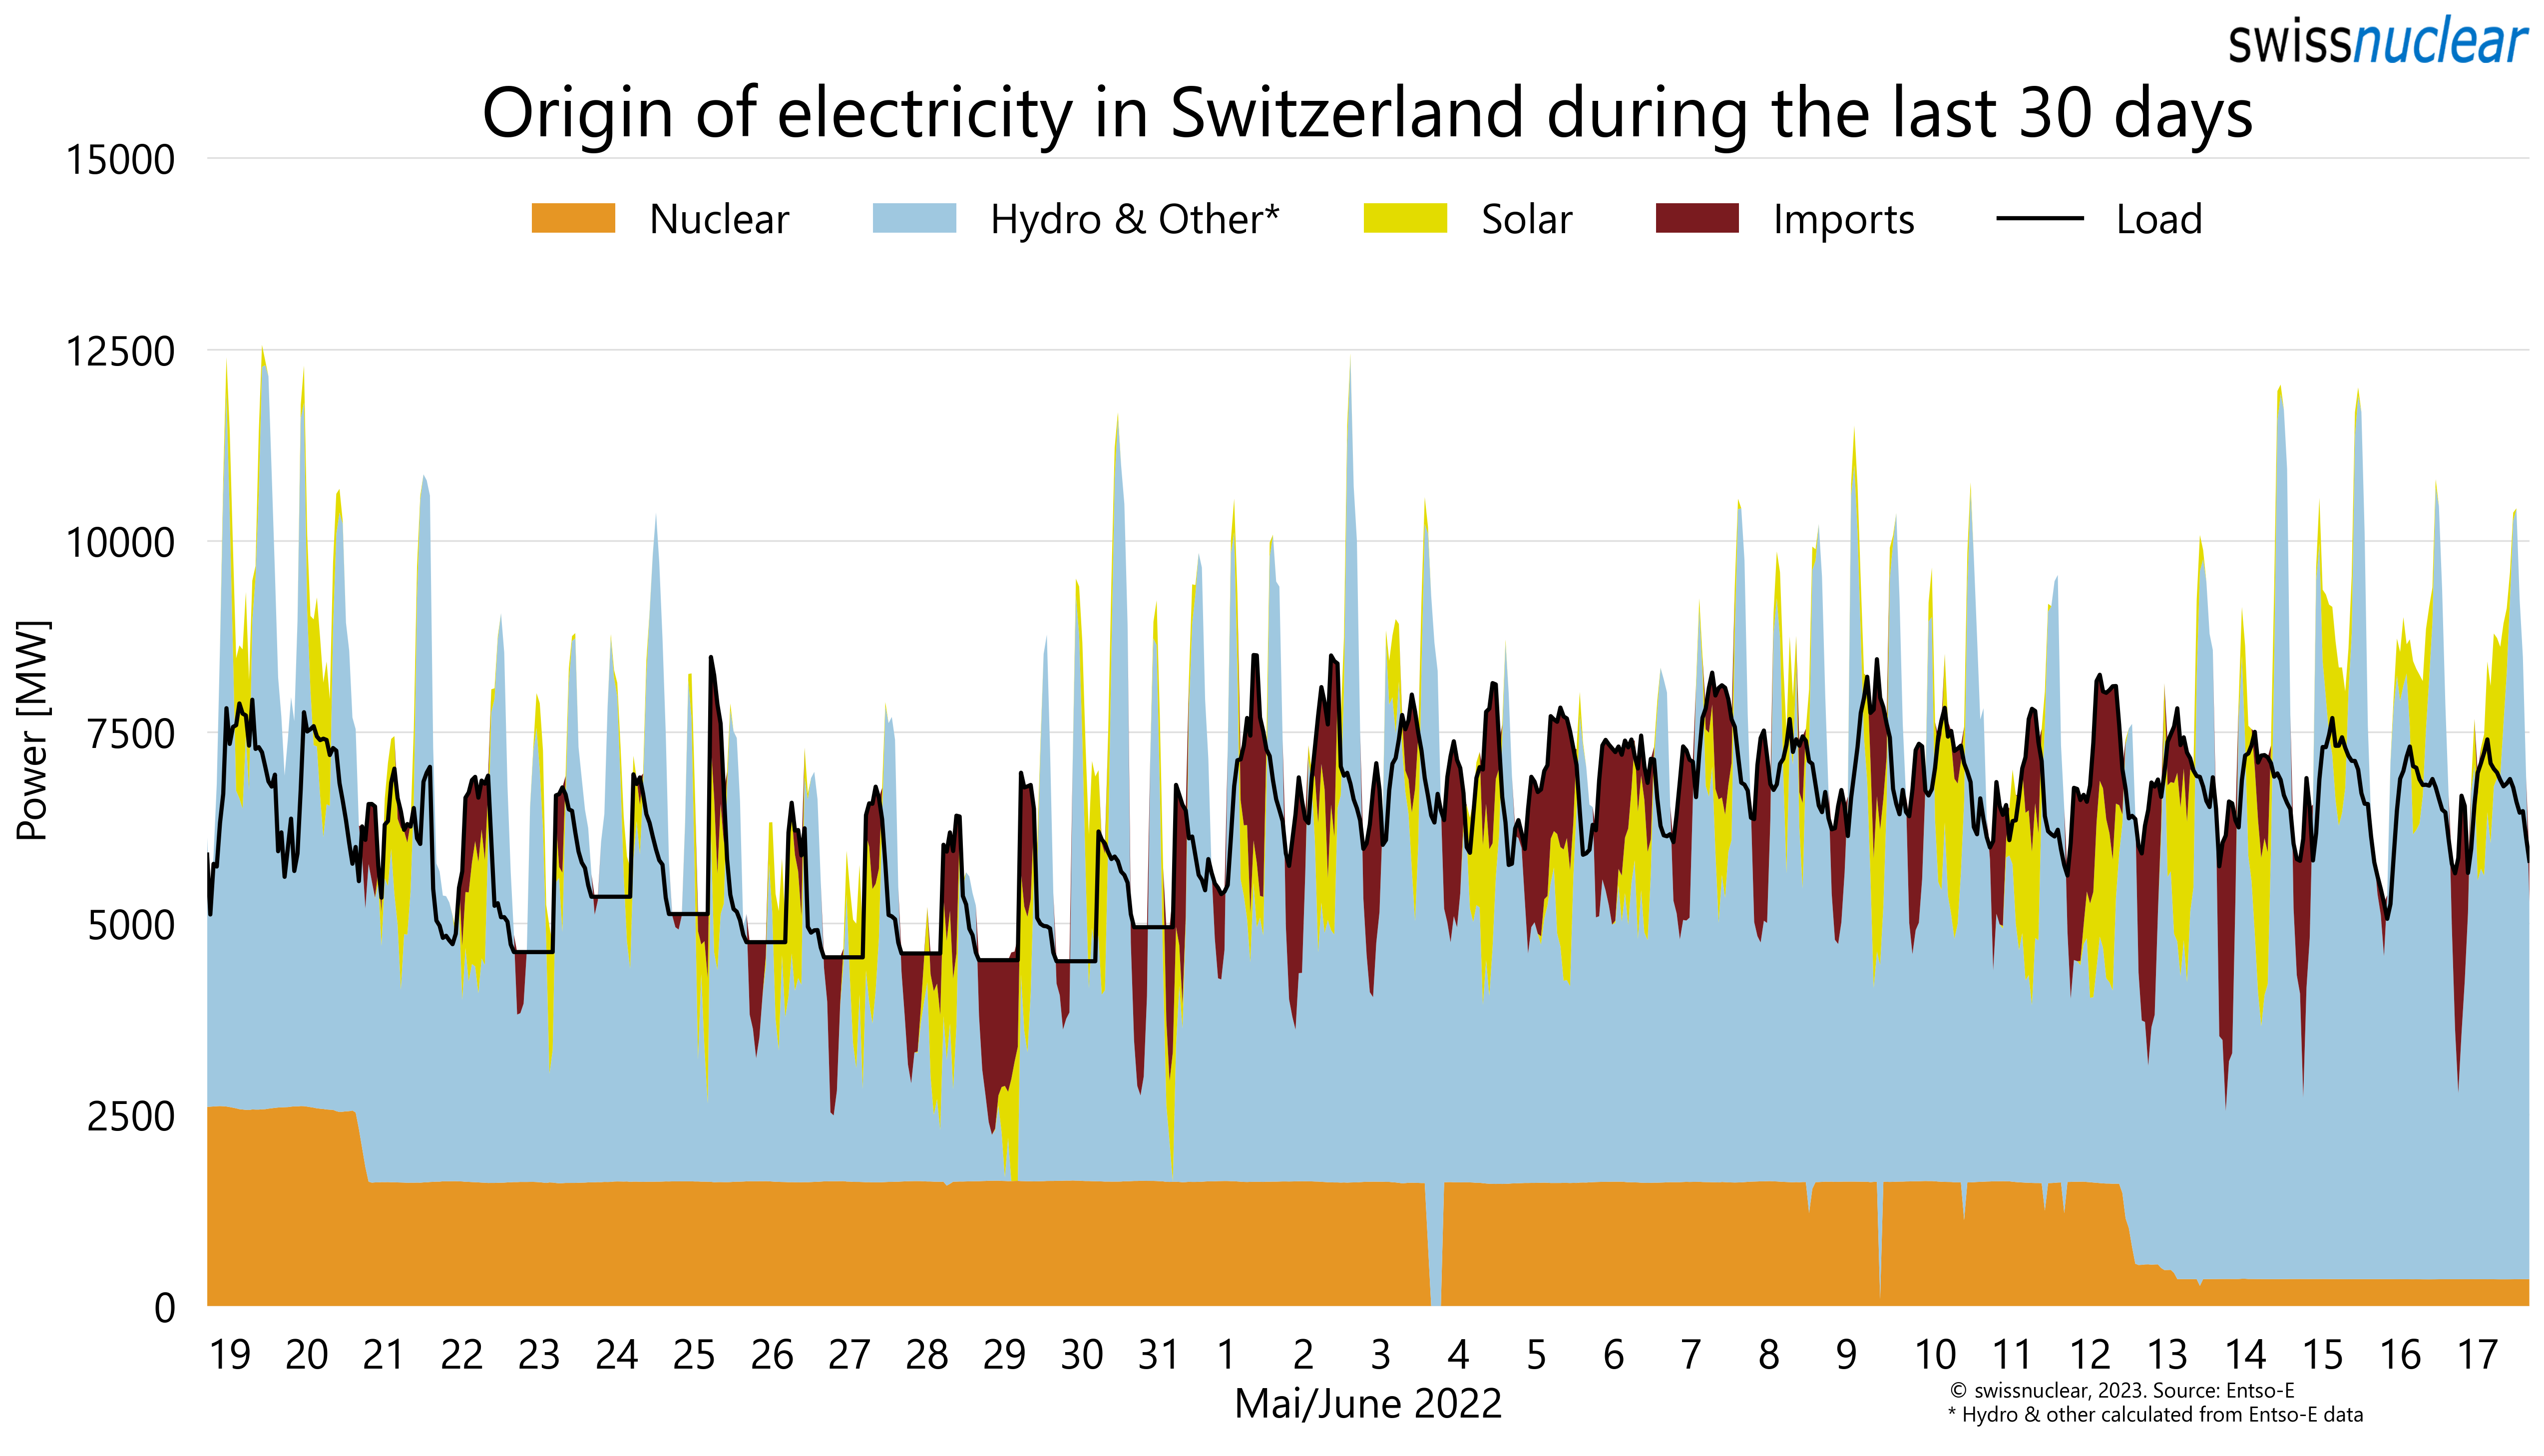 swissnuclear
Origin of electricity in Switzerland during the last 30 days
15000
Nuclear Hydro & Other* Solar Imports Load
12500
10000
7500
5000
2500
0
Power [MW]
19 20 21 22 23 24 25 26 27 28 29 30 31 1 2 3 4 5 6 7 8 9 10 11 12 13 14 15 16 17
Mai/June 2022
© swissnuclear, 2023. Source: Entso-E
* Hydro & other calculated from Entso-E data